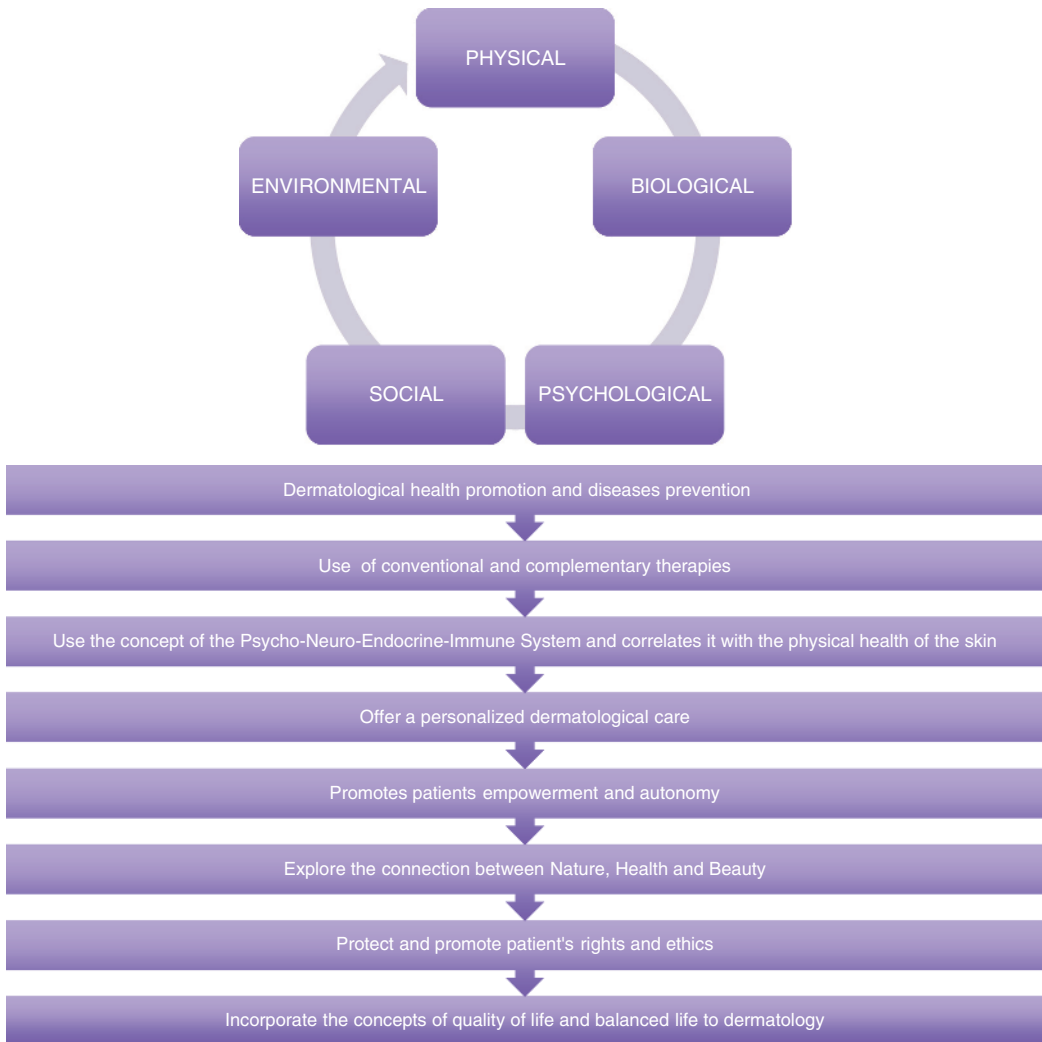 PHYSICAL
ENVIRONMENTAL
BIOLOGICAL
SOCIAL
PSYCHOLOGICAL
Dermatological health promotion and diseases prevention
Use of conventional and complementary therapies
Use the concept of the Psycho-Neuro-Endocrine-Immune System and correlates it with the physical health of the skin
Offer a personalized dermatological care
Promotes patients empowerment and autonomy
Explore the connection between Nature, Health and Beauty
Protect and promote patient's rights and ethics
Incorporate the concepts of quality of life and balanced life to dermatology